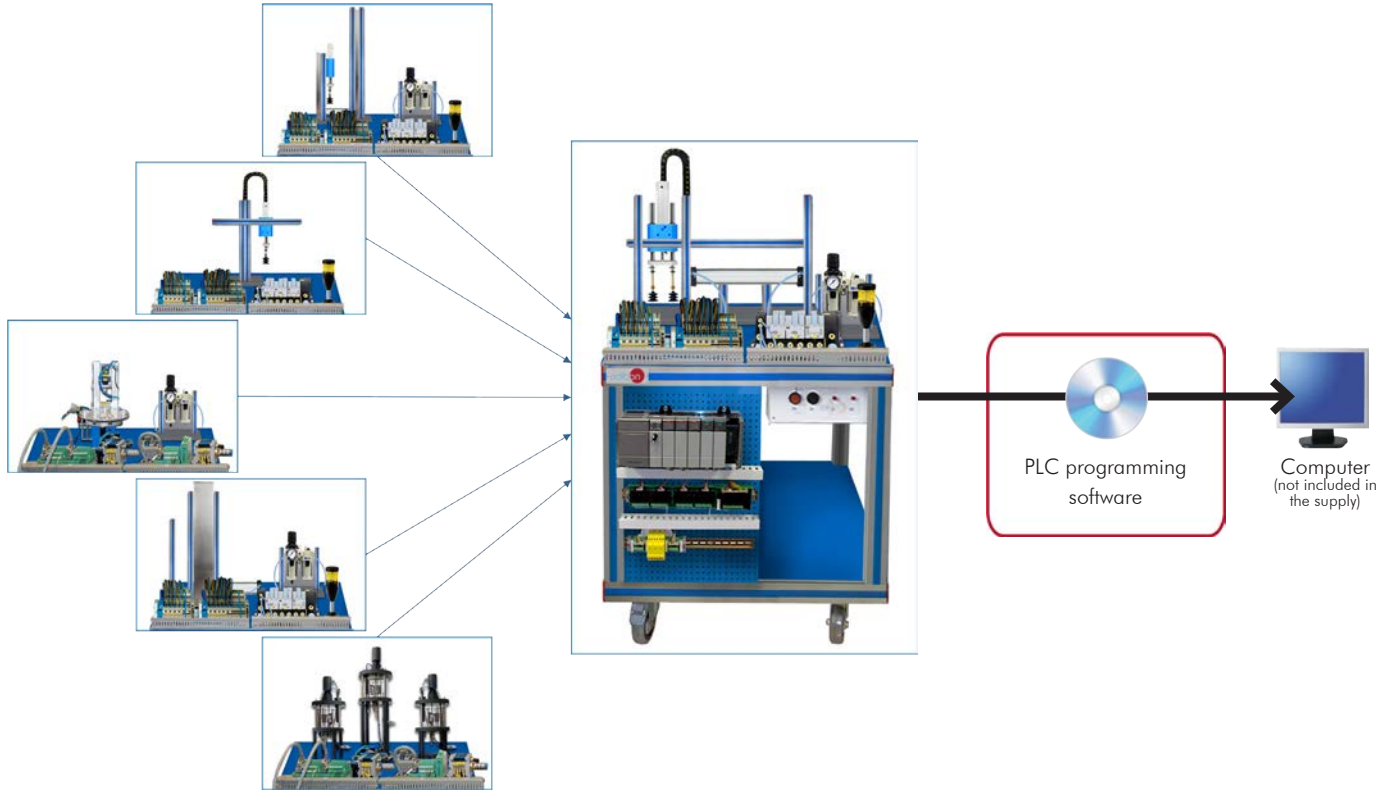 PLC programming
software
Computer
(not included in
the supply)